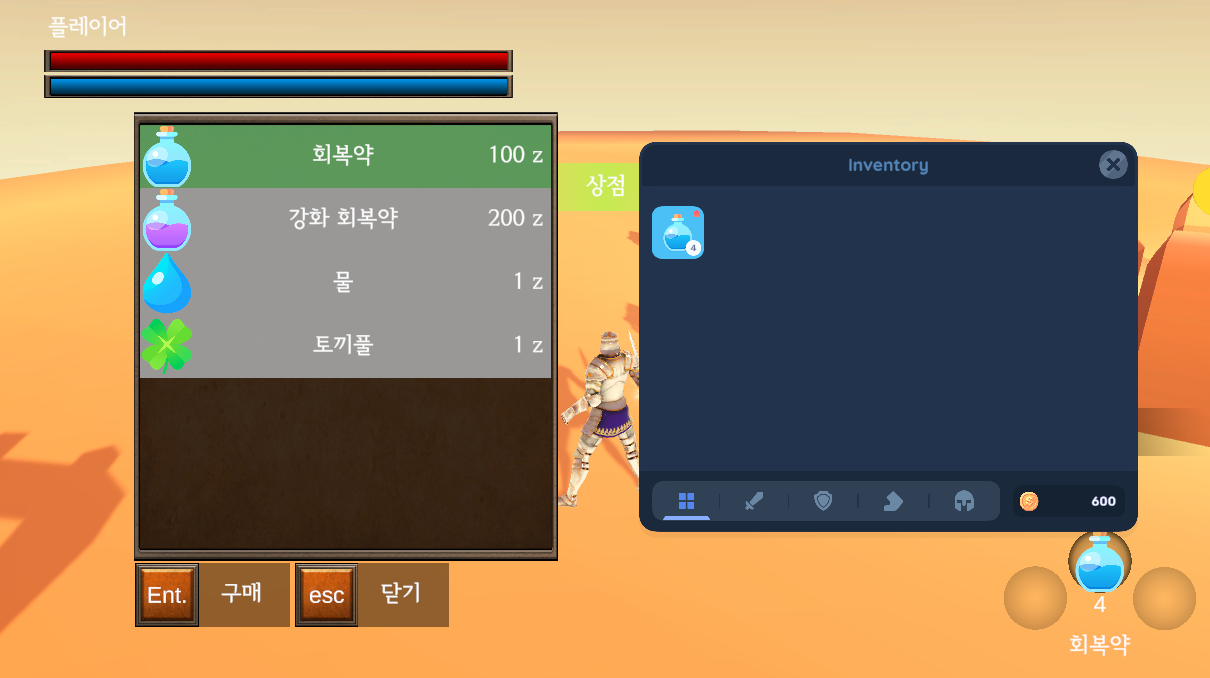 플레이어
회복약 100 z
강화 회복약 200 z
물 1 z
토끼풀 1 z
상점
Inventory
4
600
Ent. 구매 esc 닫기
4
회복약